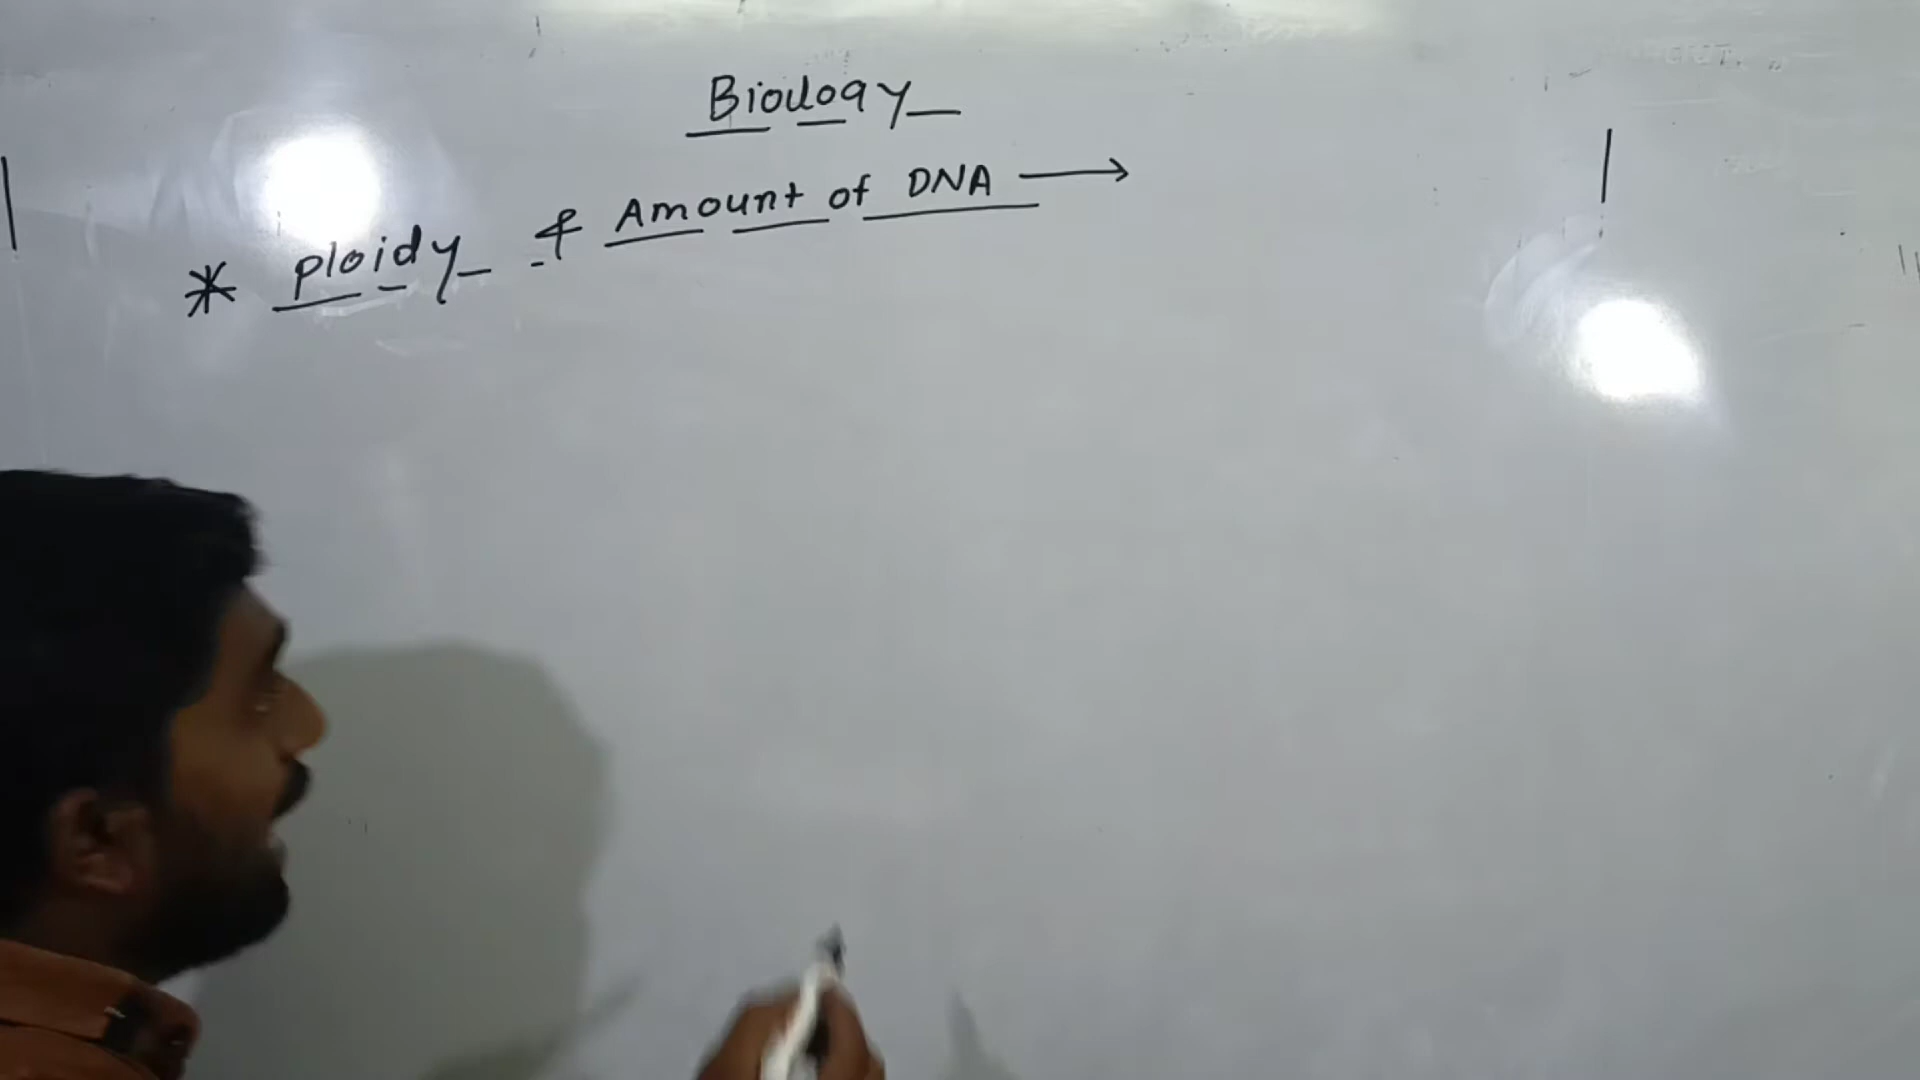 Biology
* Ploidy & Amount of DNA →